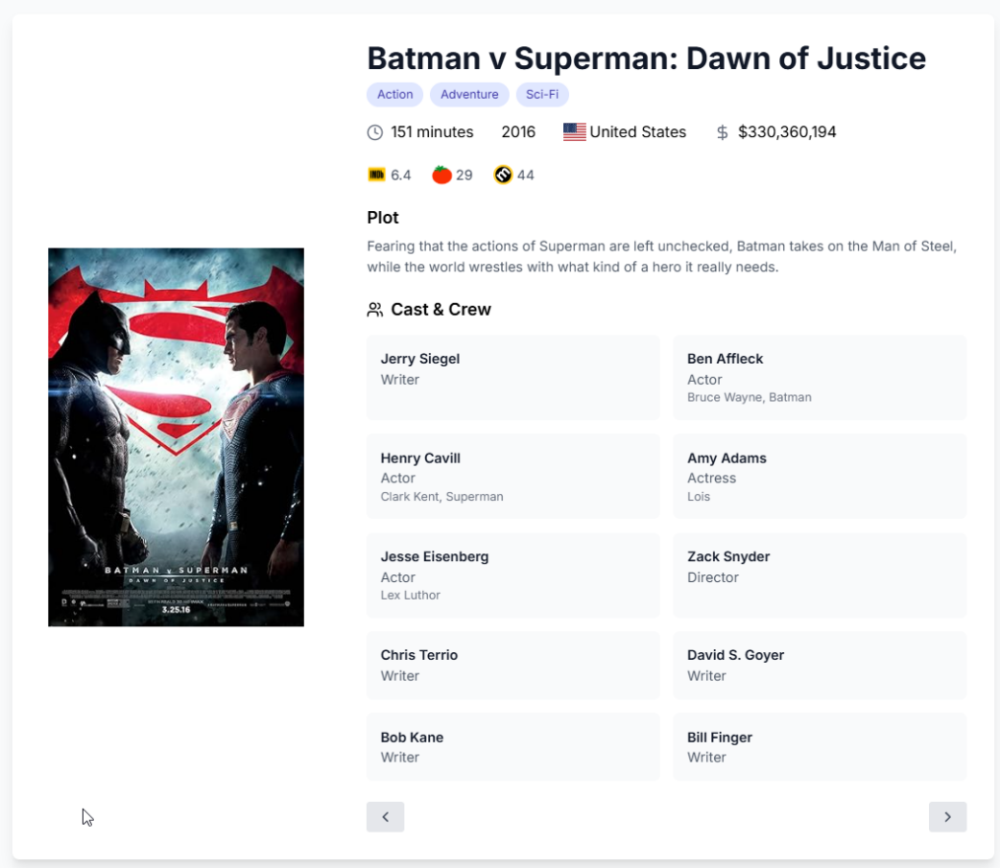 Batman v Superman: Dawn of Justice
Action Adventure Sci-Fi
151 minutes 2016 United States $330,360,194
IMDb 6.4 29 44
Plot
Fearing that the actions of Superman are left unchecked, Batman takes on the Man of Steel,
while the world wrestles with what kind of a hero it really needs.
Cast & Crew
Jerry Siegel
Writer
Ben Affleck
Actor
Bruce Wayne, Batman
Henry Cavill
Actor
Clark Kent, Superman
Amy Adams
Actress
Lois
Jesse Eisenberg
Actor
Lex Luthor
Zack Snyder
Director
Chris Terrio
Writer
David S. Goyer
Writer
Bob Kane
Writer
Bill Finger
Writer
BATMAN v SUPERMAN
DAWN OF JUSTICE
3.25.16